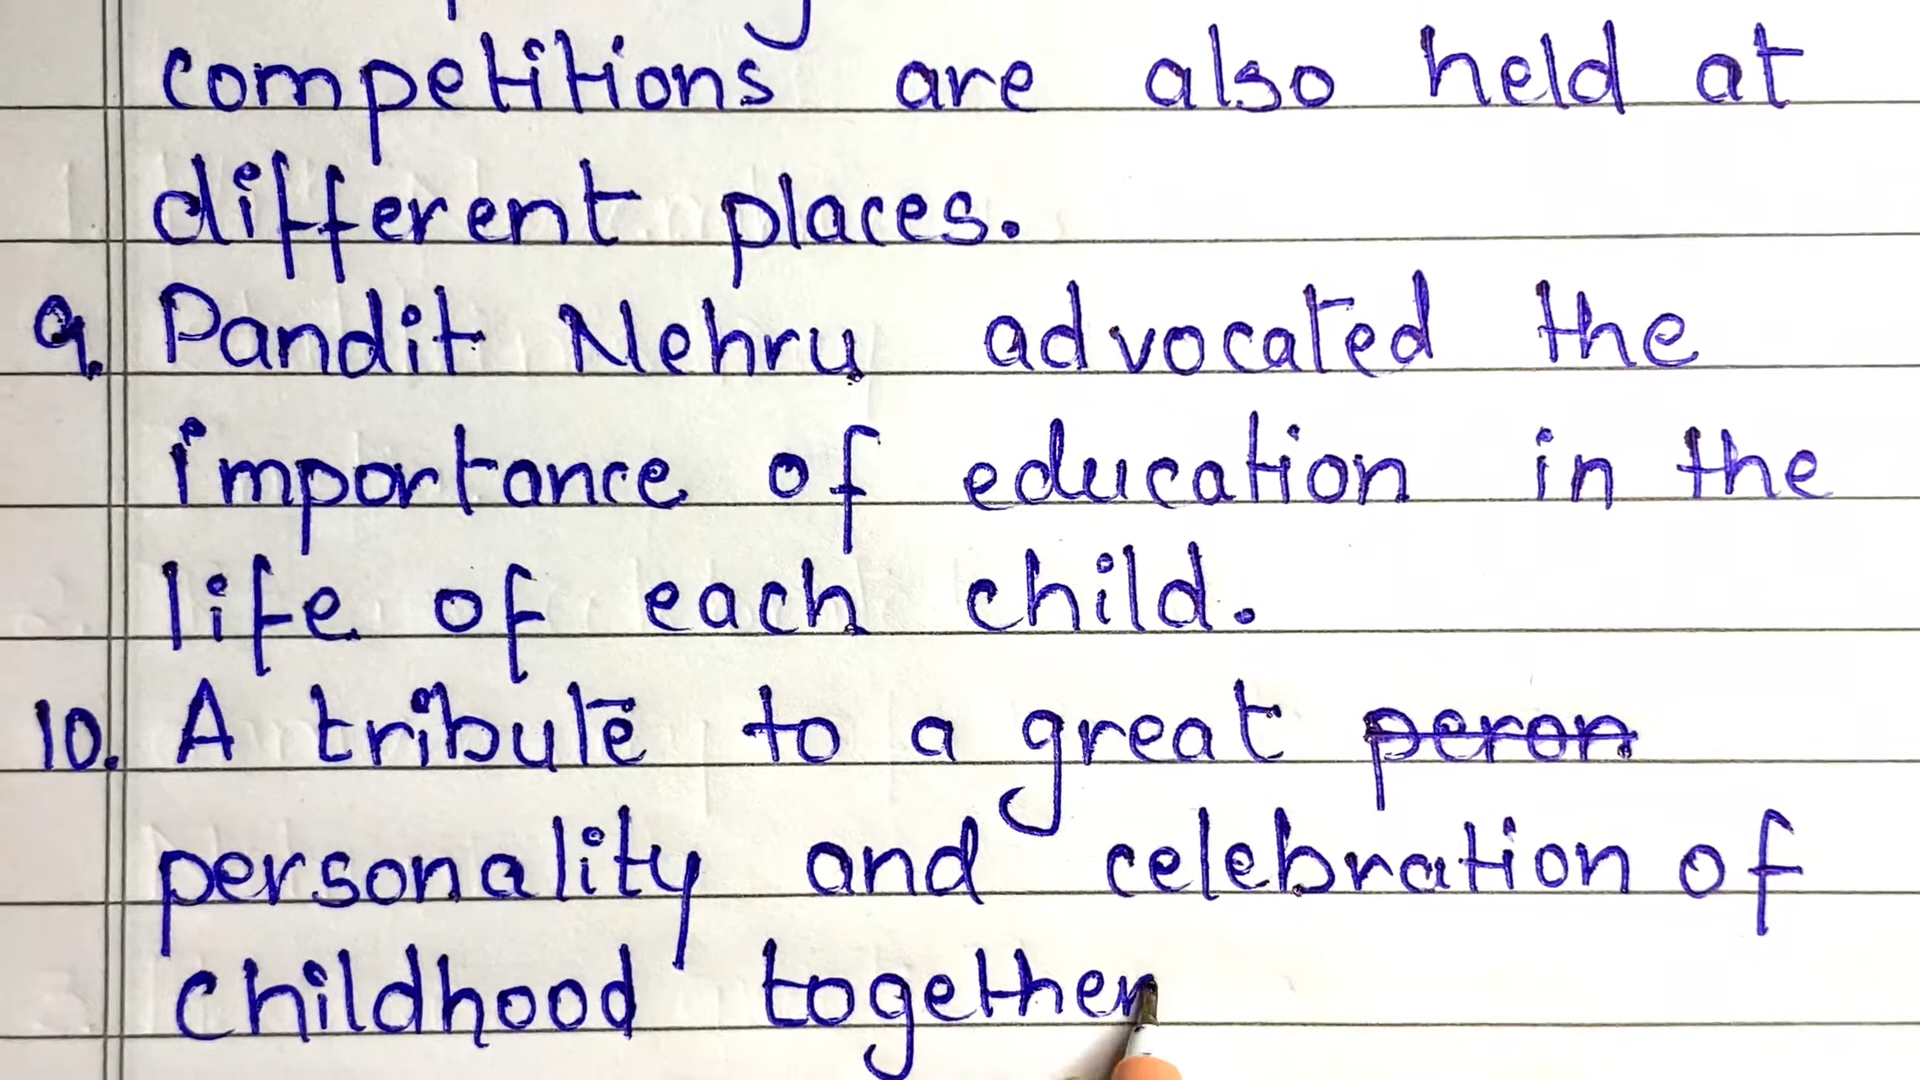 competitions are also held at
different places.
9. Pandit Nehru advocated the
importance of education in the
life of each child.
10. A tribute to a great peron
personality and celebration of
childhood together